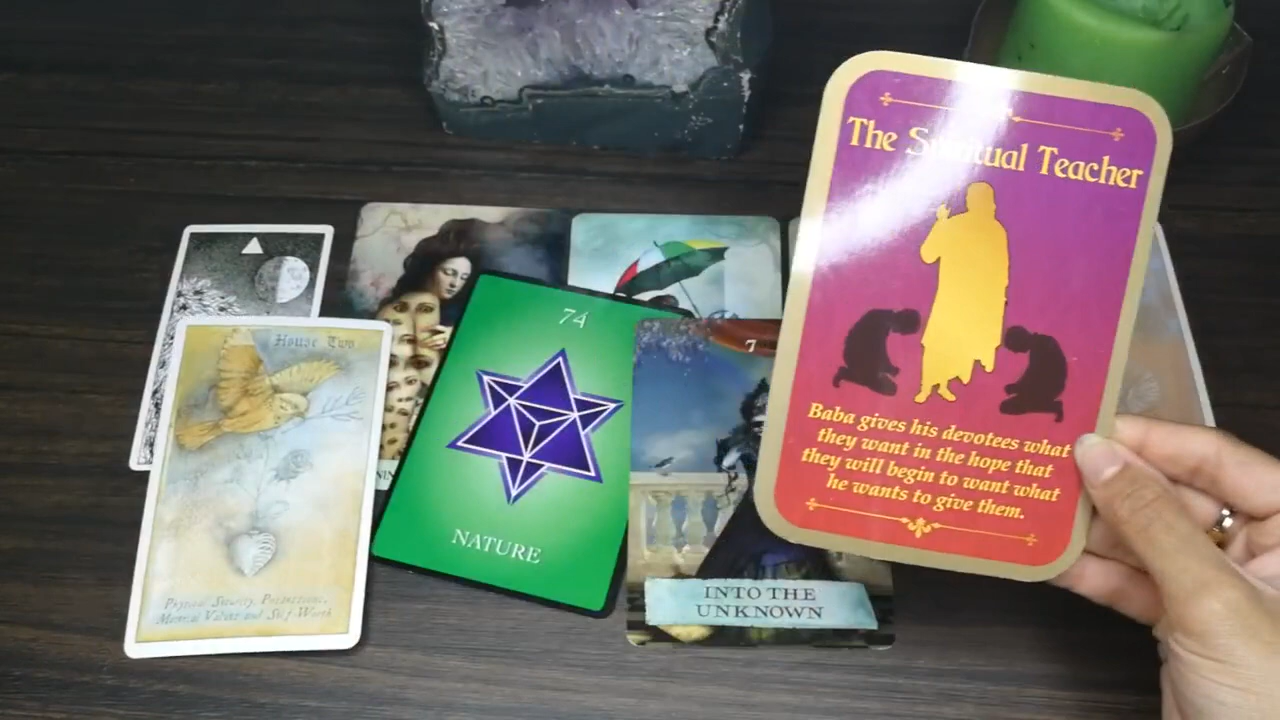 The Spiritual Teacher
Baba gives his devotees what
they want in the hope that
they will begin to want what
he wants to give them.
House Two
Physical Security, Possessions,
Material Values and Self-Worth
74
NATURE
7
INTO THE
UNKNOWN